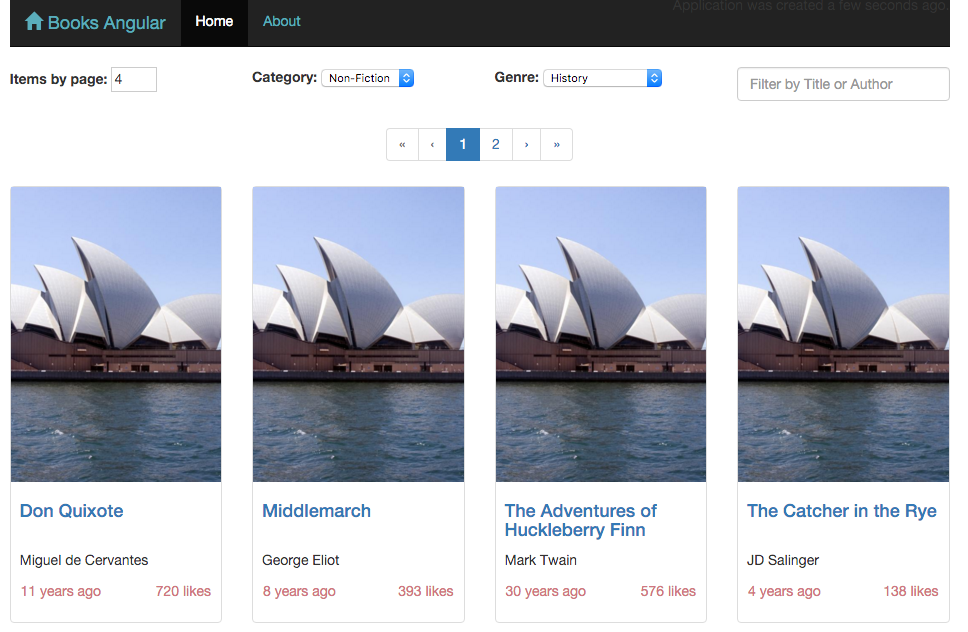 Application was created a few seconds ago.
Books Angular Home About
Items by page: 4 Category: Non-Fiction Genre: History Filter by Title or Author
« ‹ 1 2 › »
Don Quixote Middlemarch The Adventures of The Catcher in the Rye
Huckleberry Finn
Miguel de Cervantes George Eliot Mark Twain JD Salinger
11 years ago 720 likes 8 years ago 393 likes 30 years ago 576 likes 4 years ago 138 likes